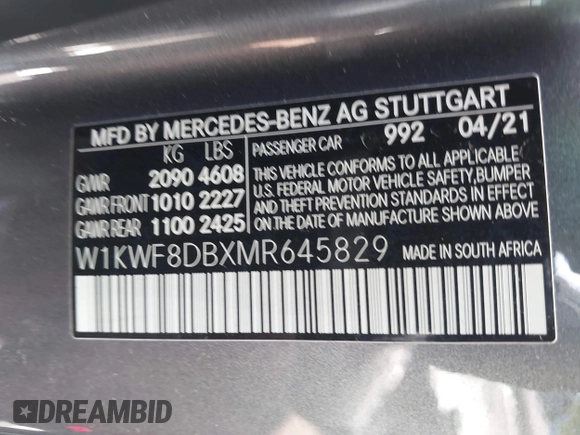 MFD BY MERCEDES-BENZ AG STUTTGART
KG LBS
GVWR 2090 4608
GAWR FRONT 1010 2227
GAWR REAR 1100 2425
PASSENGER CAR 992 04/21
THIS VEHICLE CONFORMS TO ALL APPLICABLE
U.S. FEDERAL MOTOR VEHICLE SAFETY, BUMPER
AND THEFT PREVENTION STANDARDS IN EFFECT
ON THE DATE OF MANUFACTURE SHOWN ABOVE.
W1KWF8DBXMR645829 MADE IN SOUTH AFRICA
DREAMBID